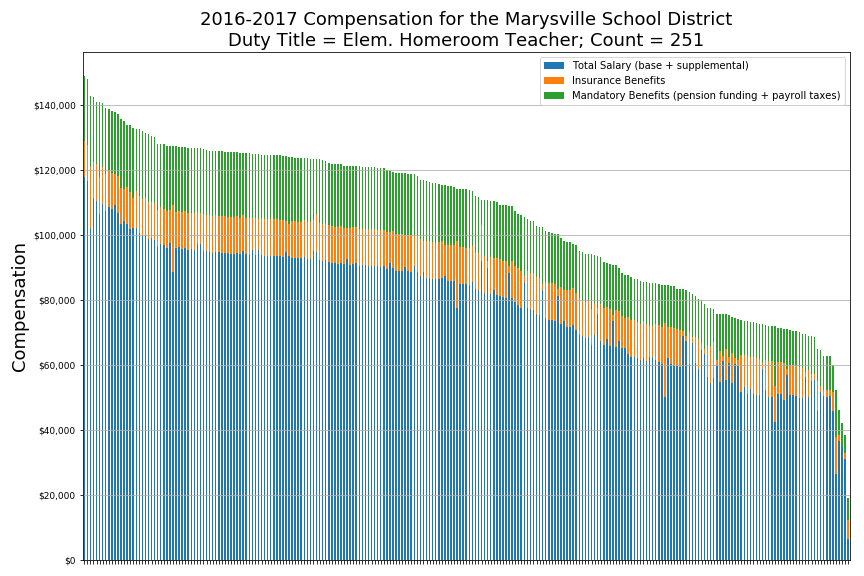 2016-2017 Compensation for the Marysville School District
Duty Title = Elem. Homeroom Teacher; Count = 251
Total Salary (base + supplemental)
Insurance Benefits
Mandatory Benefits (pension funding + payroll taxes)
Compensation
$140,000
$120,000
$100,000
$80,000
$60,000
$40,000
$20,000
$0